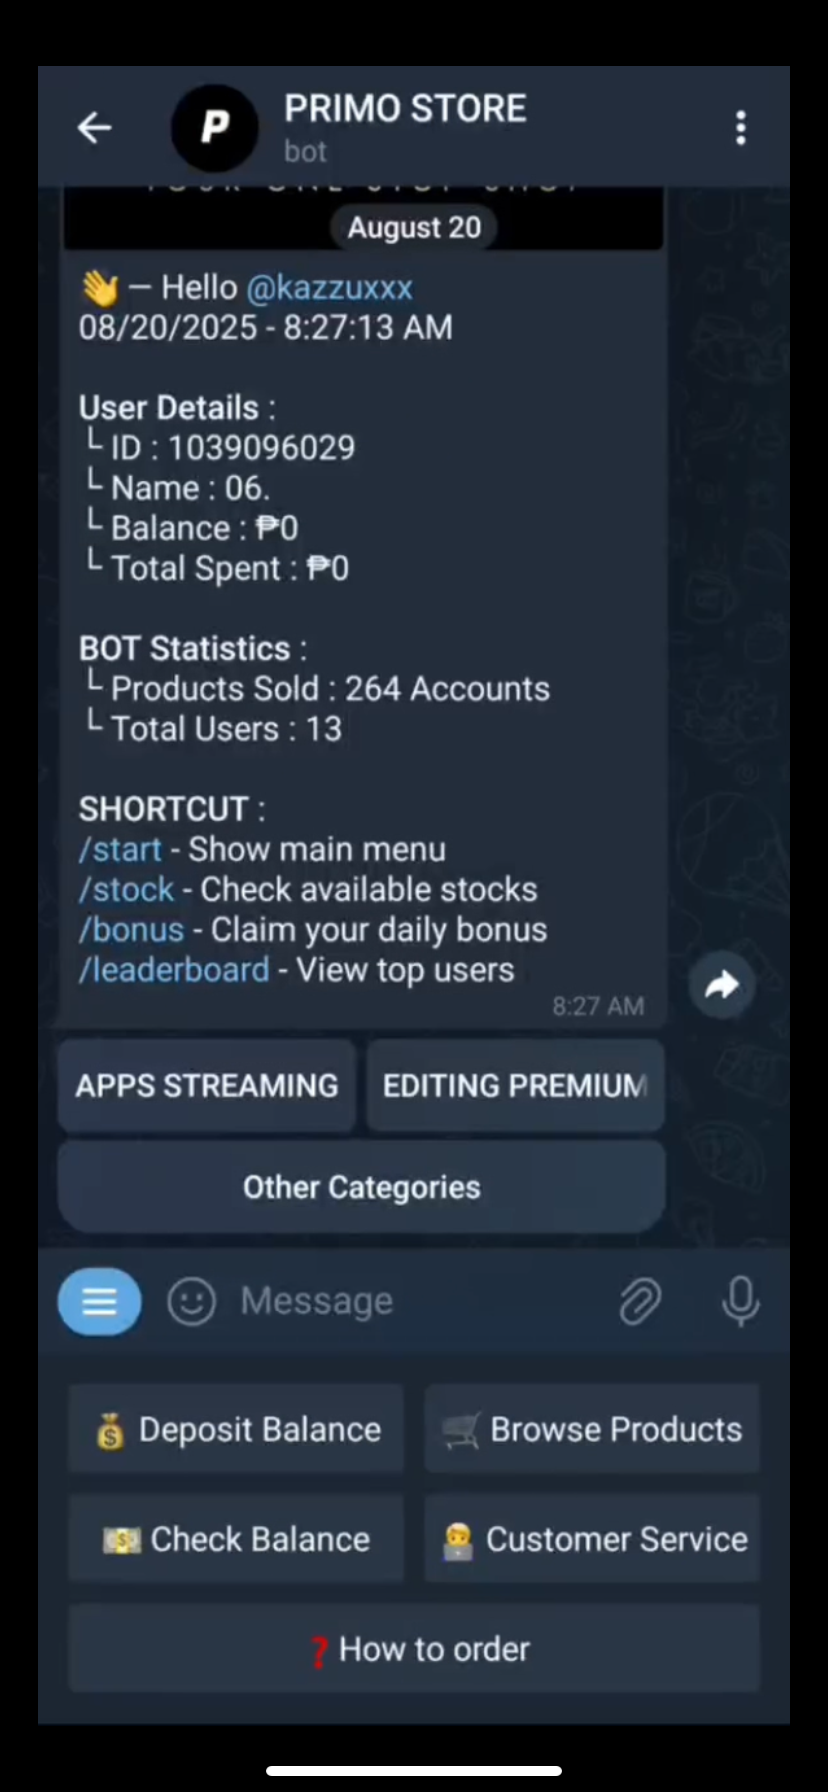 PRIMO STORE
bot
August 20
👋 — Hello @kazzuxxx
08/20/2025 - 8:27:13 AM
User Details :
└ ID : 1039096029
└ Name : 06.
└ Balance : ₱0
└ Total Spent : ₱0
BOT Statistics :
└ Products Sold : 264 Accounts
└ Total Users : 13
SHORTCUT :
/start - Show main menu
/stock - Check available stocks
/bonus - Claim your daily bonus
/leaderboard - View top users
8:27 AM
APPS STREAMING
EDITING PREMIUM
Other Categories
Message
💰 Deposit Balance
🛒 Browse Products
💵 Check Balance
🧑‍💻 Customer Service
❓ How to order